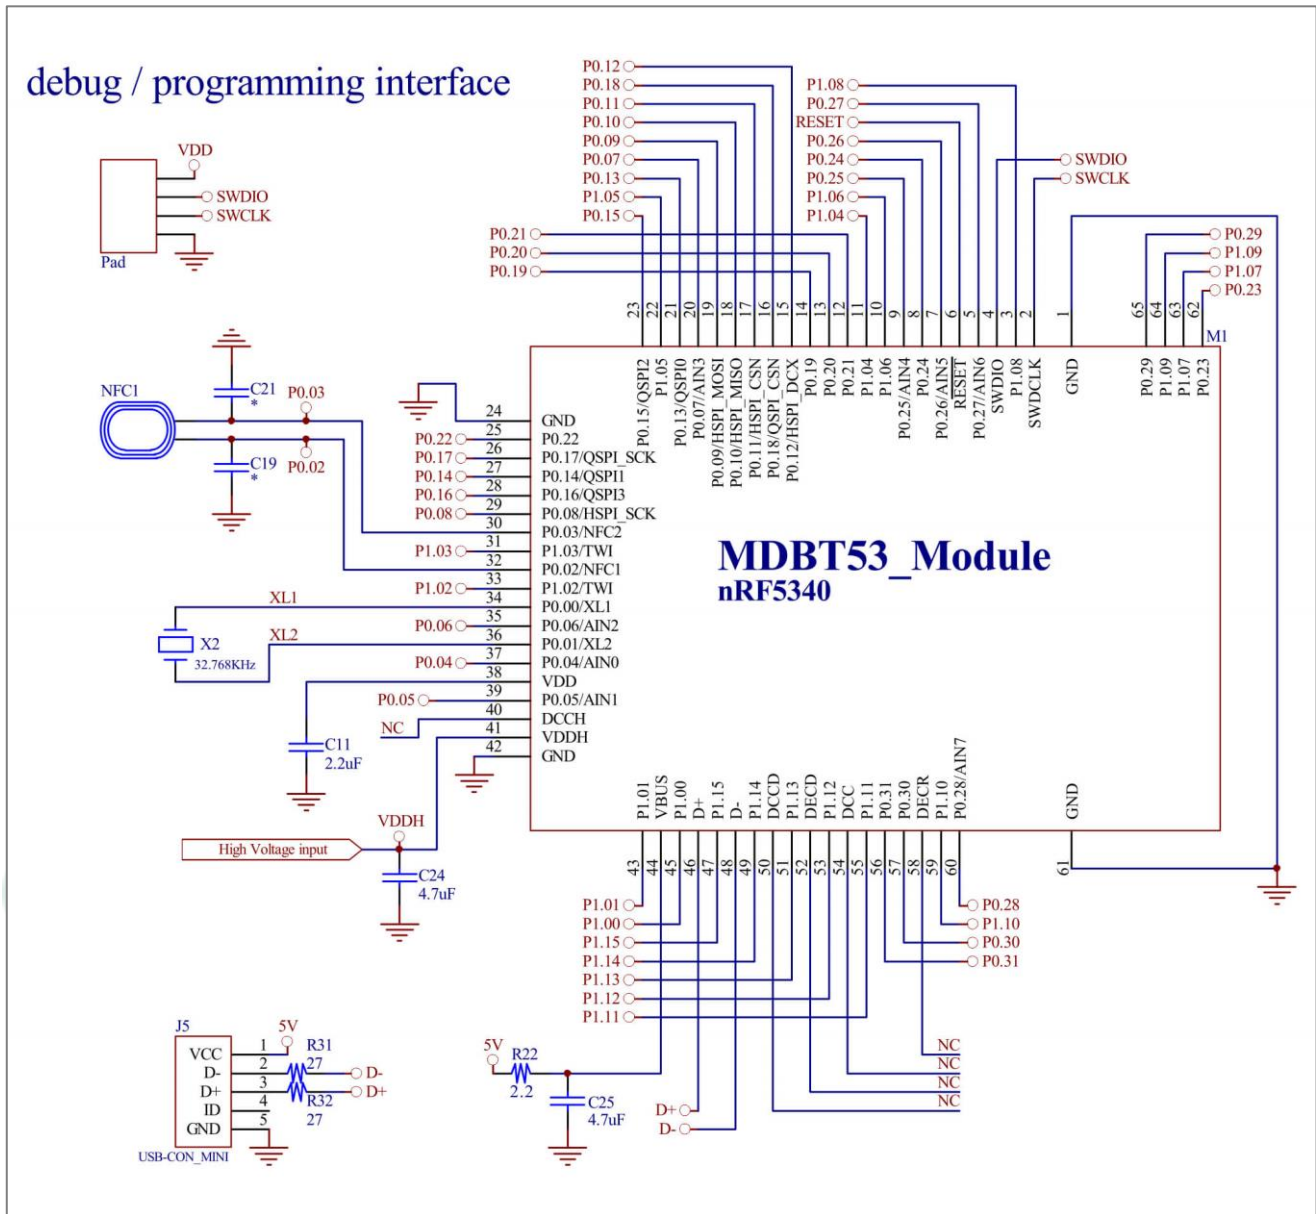 debug / programming interface
VDD
SWDIO
SWCLK
Pad
P0.12
P0.18
P0.11
P0.10
P0.09
P0.07
P0.13
P1.05
P0.15
P0.21
P0.20
P0.19
P1.08
P0.27
RESET
P0.26
P0.24
P0.25
P1.06
P1.04
SWDIO
SWCLK
P0.29
P1.09
P1.07
P0.23
23 22 21 20 19 18 17 16 15 14 13 12 11 10 9 8 7 6 5 4 3 2 1 65 64 63 62
M1
P0.15/QSPI2
P1.05
P0.13/QSPI0
P0.07/AIN3
P0.09/HSPI_MOSI
P0.10/HSPI_MISO
P0.11/HSPI_CSN
P0.18/QSPI_CSN
P0.12/HSPI_DCX
P0.19
P0.20
P0.21
P1.04
P1.06
P0.25/AIN4
P0.24
P0.26/AIN5
RESET
P0.27/AIN6
SWDIO
P1.08
SWDCLK
GND
P0.29
P1.09
P1.07
P0.23
NFC1
C21
*
P0.03
C19
*
P0.02
24 GND
P0.22 25 P0.22
P0.17 26 P0.17/QSPI_SCK
P0.14 27 P0.14/QSPI1
P0.16 28 P0.16/QSPI3
P0.08 29 P0.08/HSPI_SCK
30 P0.03/NFC2
P1.03 31 P1.03/TWI
32 P0.02/NFC1
P1.02 33 P1.02/TWI
XL1 34 P0.00/XL1
P0.06 35 P0.06/AIN2
XL2 36 P0.01/XL2
P0.04 37 P0.04/AIN0
38 VDD
P0.05 39 P0.05/AIN1
NC 40 DCCH
41 VDDH
42 GND
MDBT53_Module
nRF5340
X2
32.768KHz
C11
2.2uF
VDDH
High Voltage input
C24
4.7uF
P1.01
VBUS
P1.00
D+
P1.15
D-
P1.14
DCCD
P1.13
DECD
P1.12
DCC
P1.11
P0.31
P0.30
DECR
P1.10
P0.28/AIN7
GND
43 44 45 46 47 48 49 50 51 52 53 54 55 56 57 58 59 60 61
P1.01
P1.00
P1.15
P1.14
P1.13
P1.12
P1.11
P0.28
P1.10
P0.30
P0.31
NC
NC
NC
NC
J5
5V
R31
27
VCC 1
D- 2 D-
D+ 3 D+
ID 4
GND 5
R32
27
USB-CON_MINI
5V
R22
2.2
C25
4.7uF
D+
D-